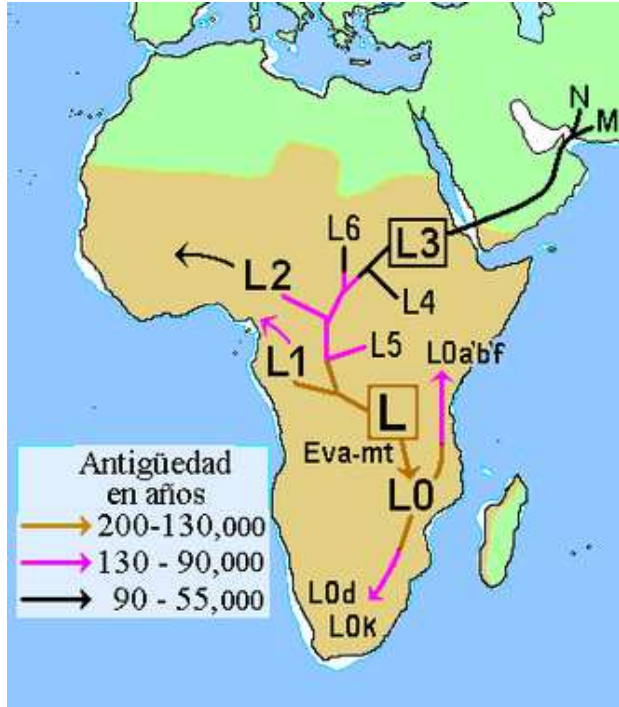 N
M
L6
L3
L2
L4
L5
L0a'b'f
L1
L
Eva-mt
L0
Antigüedad
en años
200-130,000
130 - 90,000
90 - 55,000
L0d
L0K